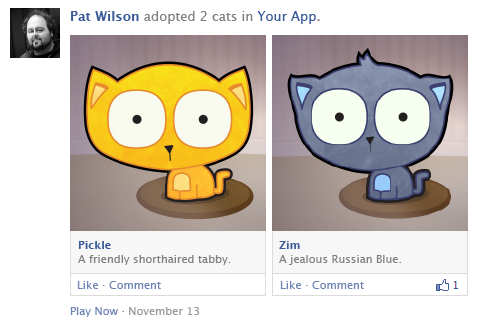 Pat Wilson adopted 2 cats in Your App.
Pickle
A friendly shorthaired tabby.
Like · Comment
Zim
A jealous Russian Blue.
Like · Comment 1
Play Now · November 13